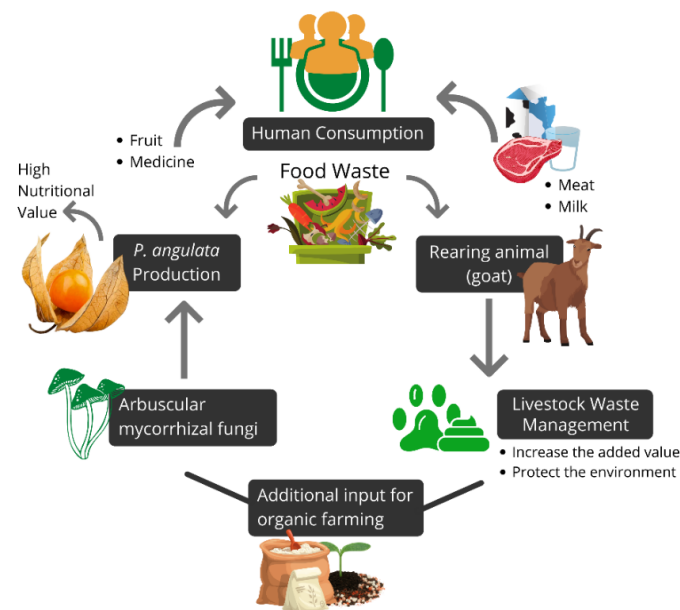 Human Consumption
• Fruit
• Medicine
Food Waste
• Meat
• Milk
High
Nutritional
Value
P. angulata
Production
Rearing animal
(goat)
Arbuscular
mycorrhizal fungi
Livestock Waste
Management
• Increase the added value
• Protect the environment
Additional input for
organic farming